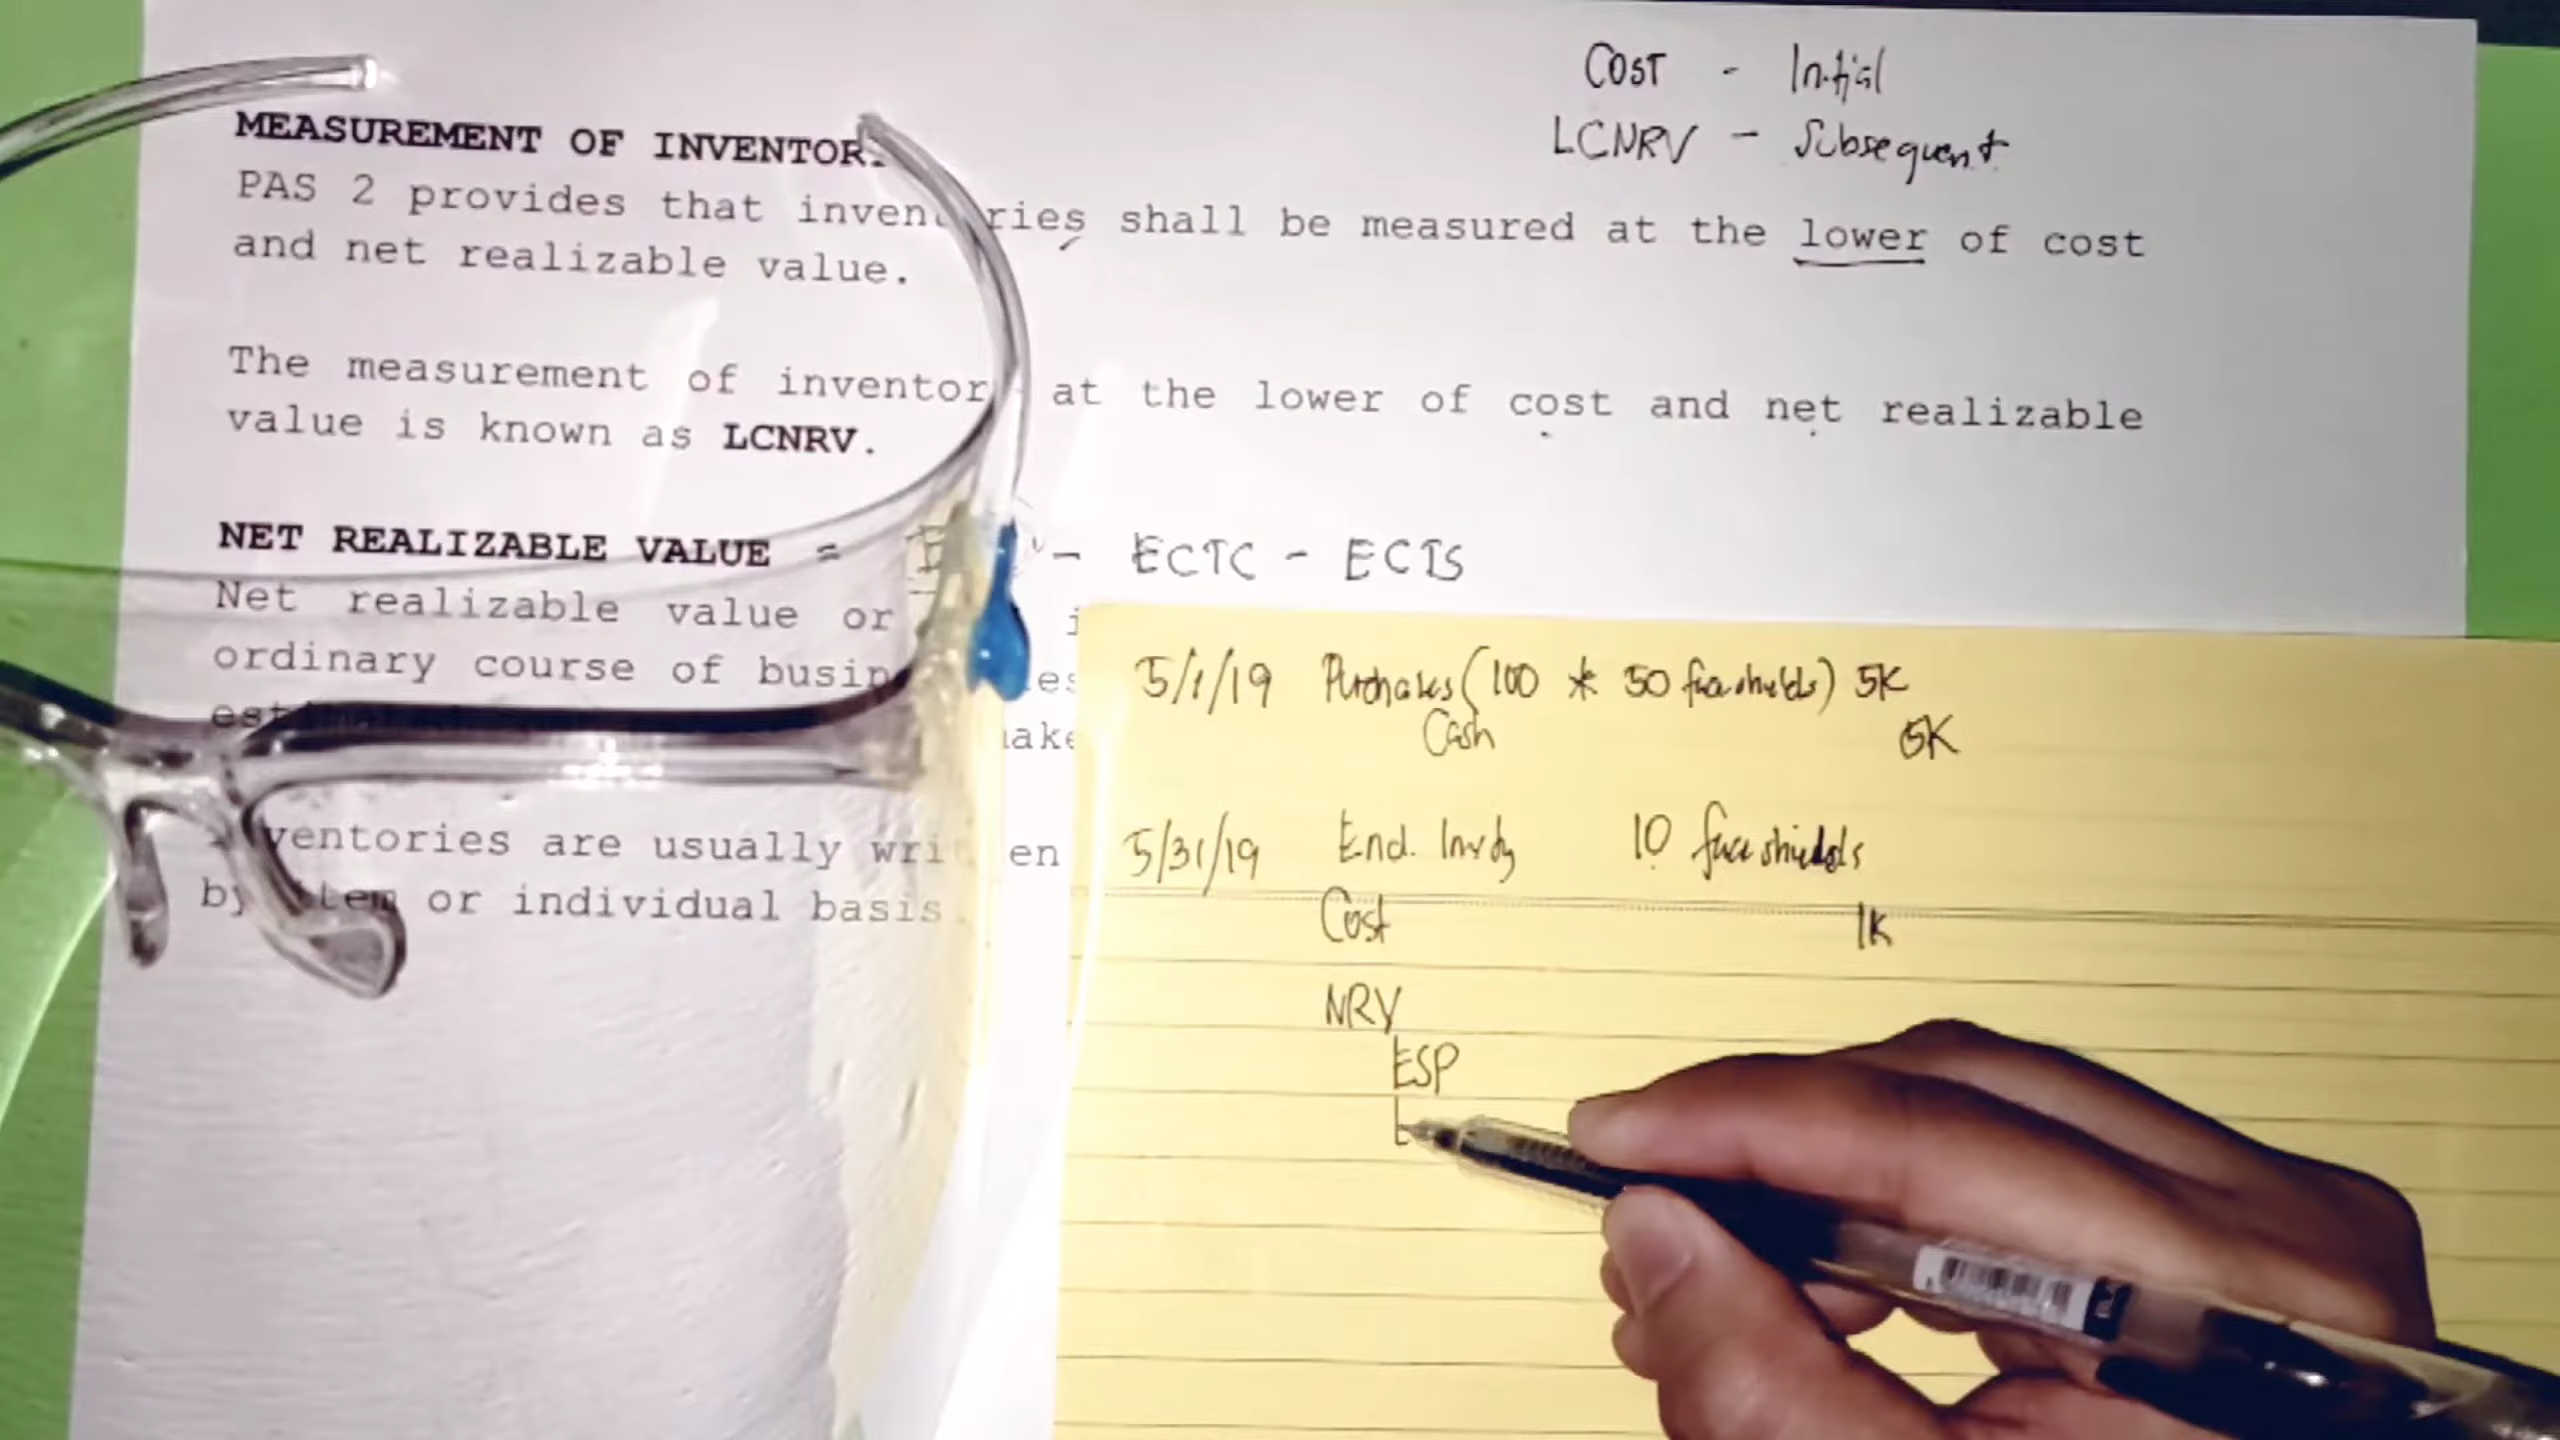 COST - Initial
LCNRV - Subsequent
MEASUREMENT OF INVENTOR
PAS 2 provides that inven ries shall be measured at the lower of cost
and net realizable value.
The measurement of inventor at the lower of cost and net realizable
value is known as LCNRV.
NET REALIZABLE VALUE = - ECTC - ECTS
Net realizable value or
ordinary course of busin es
ake
ventories are usually wri en
by item or individual basis.
5/1/19 Purchases (100 * 50 faceshields) 5K
Cash 5K
5/31/19 End. Invty 10 faceshields
Cost 1K
NRV
ESP
E